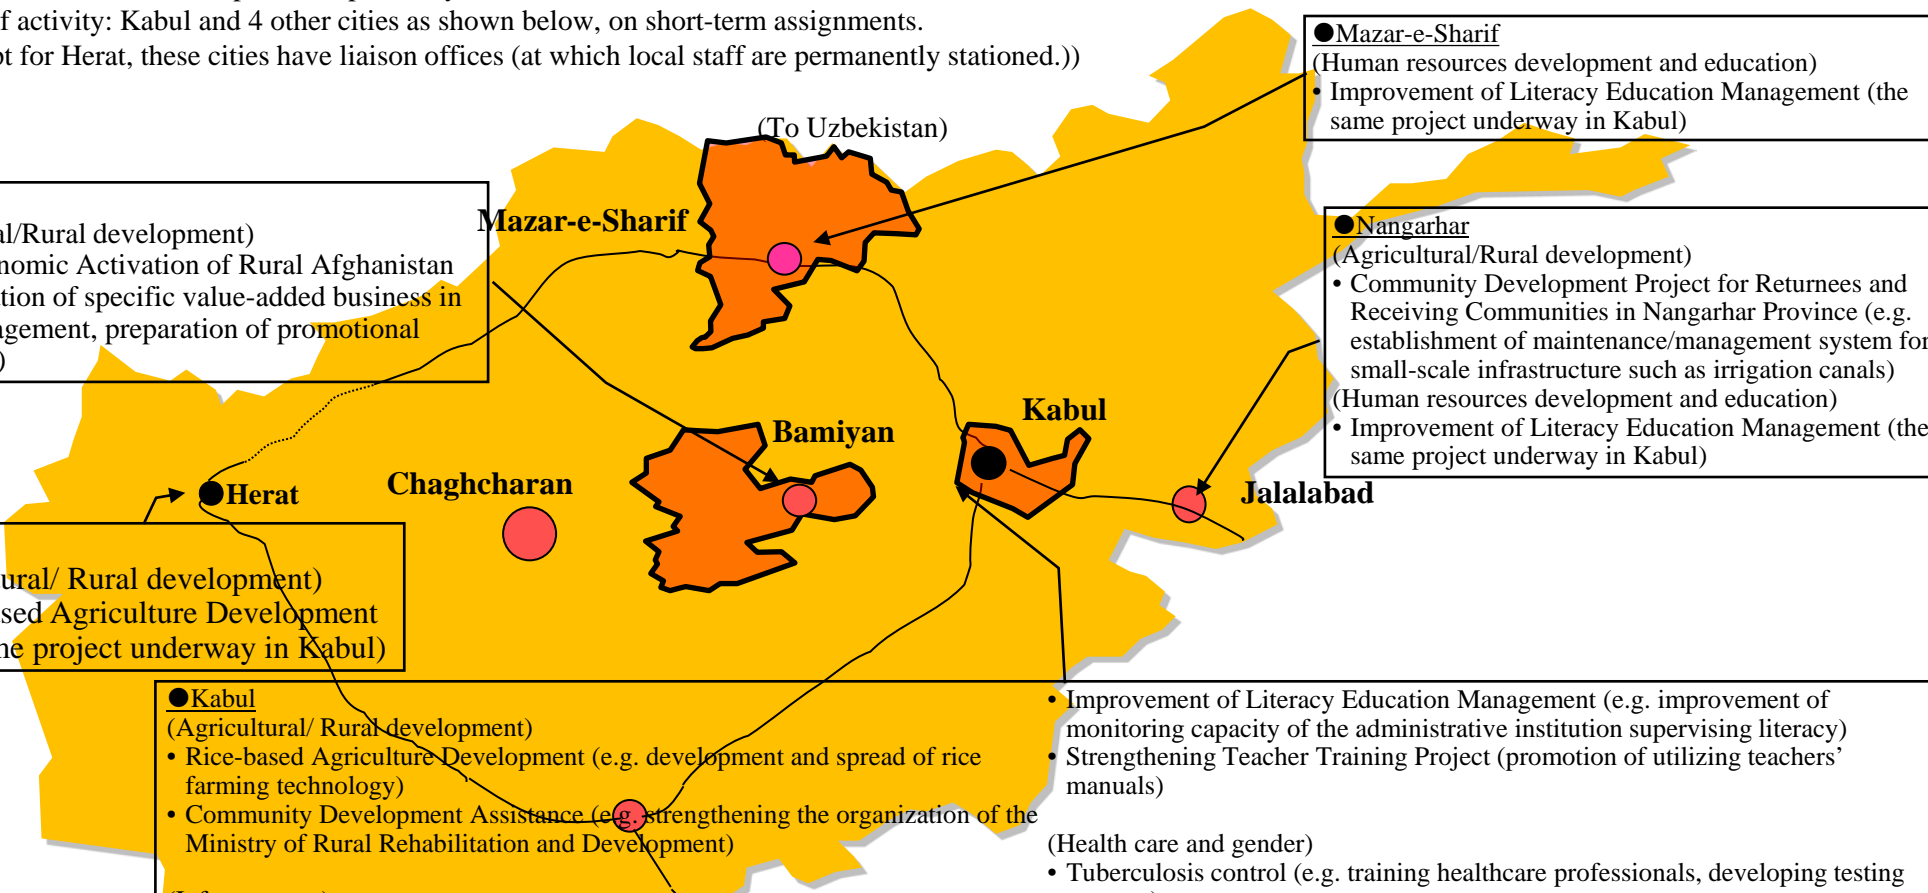 f activity: Kabul and 4 other cities as shown below, on short-term assignments.
t for Herat, these cities have liaison offices (at which local staff are permanently stationed.))
●Mazar-e-Sharif
(Human resources development and education)
• Improvement of Literacy Education Management (the
same project underway in Kabul)
(To Uzbekistan)
Mazar-e-Sharif
al/Rural development)
nomic Activation of Rural Afghanistan
tion of specific value-added business in
agement, preparation of promotional
)
●Nangarhar
(Agricultural/Rural development)
• Community Development Project for Returnees and
Receiving Communities in Nangarhar Province (e.g.
establishment of maintenance/management system for
small-scale infrastructure such as irrigation canals)
(Human resources development and education)
• Improvement of Literacy Education Management (the
same project underway in Kabul)
Kabul
Bamiyan
Chaghcharan
Herat
Jalalabad
ural/ Rural development)
sed Agriculture Development
ne project underway in Kabul)
●Kabul
(Agricultural/ Rural development)
• Rice-based Agriculture Development (e.g. development and spread of rice
farming technology)
• Community Development Assistance (e.g. strengthening the organization of the
Ministry of Rural Rehabilitation and Development)
• Improvement of Literacy Education Management (e.g. improvement of
monitoring capacity of the administrative institution supervising literacy)
• Strengthening Teacher Training Project (promotion of utilizing teachers'
manuals)
(Health care and gender)
• Tuberculosis control (e.g. training healthcare professionals, developing testing